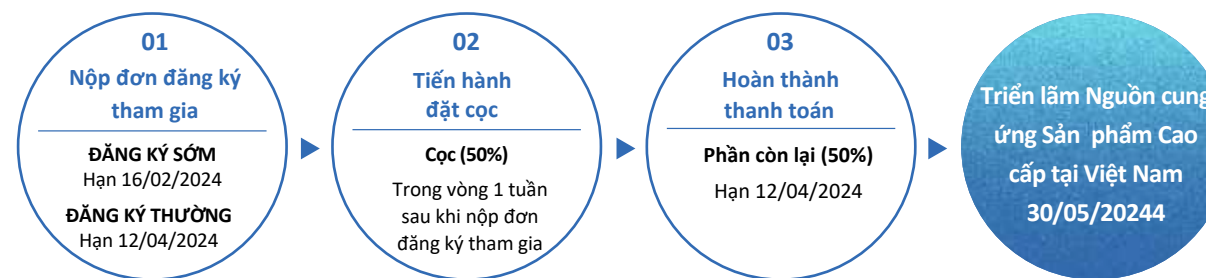 01
Nộp đơn đăng ký
tham gia
ĐĂNG KÝ SỚM
Hạn 16/02/2024
ĐĂNG KÝ THƯỜNG
Hạn 12/04/2024
02
Tiến hành
đặt cọc
Cọc (50%)
Trong vòng 1 tuần
sau khi nộp đơn
đăng ký tham gia
03
Hoàn thành
thanh toán
Phần còn lại (50%)
Hạn 12/04/2024
Triển lãm Nguồn cung
ứng Sản phẩm Cao
cấp tại Việt Nam
30/05/20244